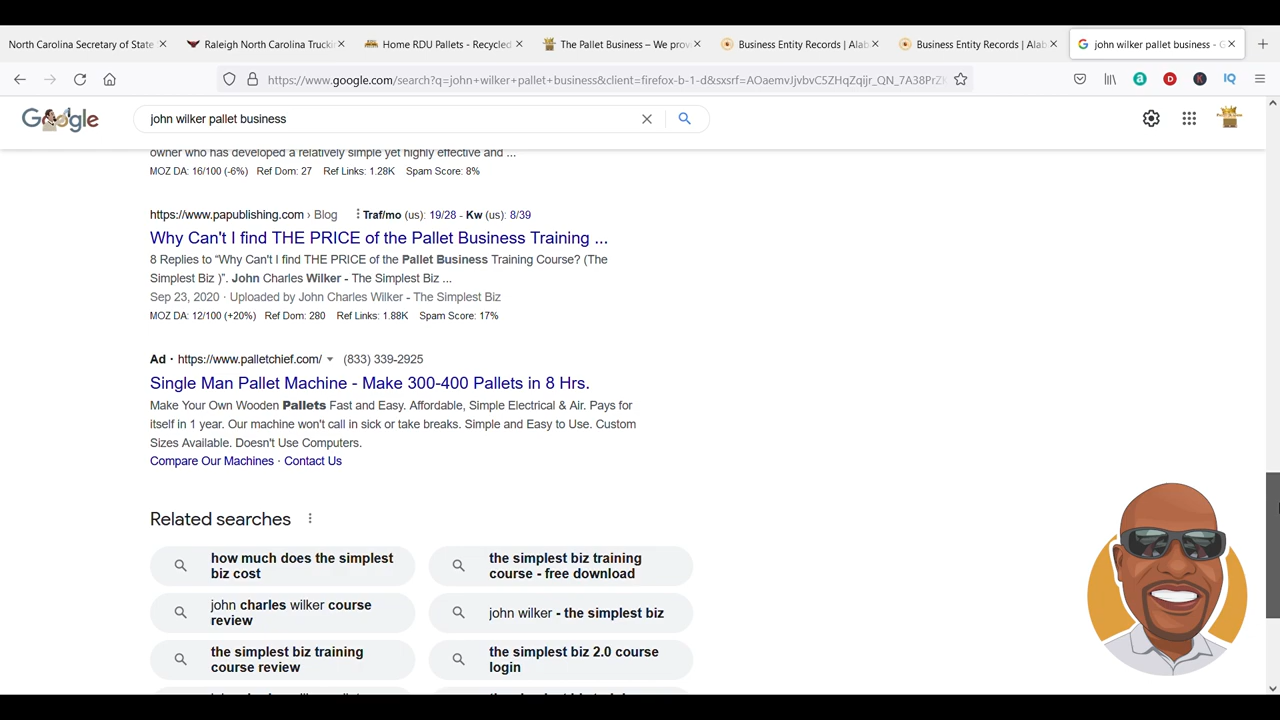 North Carolina Secretary of State
Raleigh North Carolina Truckin
Home RDU Pallets - Recycled
The Pallet Business – We prov
Business Entity Records | Alab
Business Entity Records | Alab
john wilker pallet business - G
https://www.google.com/search?q=john+wilker+pallet+business&client=firefox-b-1-d&sxsrf=
a
D
K
IQ
Google
john wilker pallet business
owner who has developed a relatively simple yet highly effective and ...
MOZ DA: 16/100 (-6%) Ref Dom: 27 Ref Links: 1.28K Spam Score: 8%
https://www.papublishing.com › Blog Traf/mo (us): 19/28 - Kw (us): 8/39
Why Can't I find THE PRICE of the Pallet Business Training ...
8 Replies to “Why Can't I find THE PRICE of the Pallet Business Training Course? (The
Simplest Biz )”. John Charles Wilker - The Simplest Biz ...
Sep 23, 2020 · Uploaded by John Charles Wilker - The Simplest Biz
MOZ DA: 12/100 (+20%) Ref Dom: 280 Ref Links: 1.88K Spam Score: 17%
Ad · https://www.palletchief.com/ (833) 339-2925
Single Man Pallet Machine - Make 300-400 Pallets in 8 Hrs.
Make Your Own Wooden Pallets Fast and Easy. Affordable, Simple Electrical & Air. Pays for
itself in 1 year. Our machine won't call in sick or take breaks. Simple and Easy to Use. Custom
Sizes Available. Doesn't Use Computers.
Compare Our Machines · Contact Us
Related searches
how much does the simplest
biz cost
the simplest biz training
course - free download
john charles wilker course
review
john wilker - the simplest biz
the simplest biz training
course review
the simplest biz 2.0 course
login